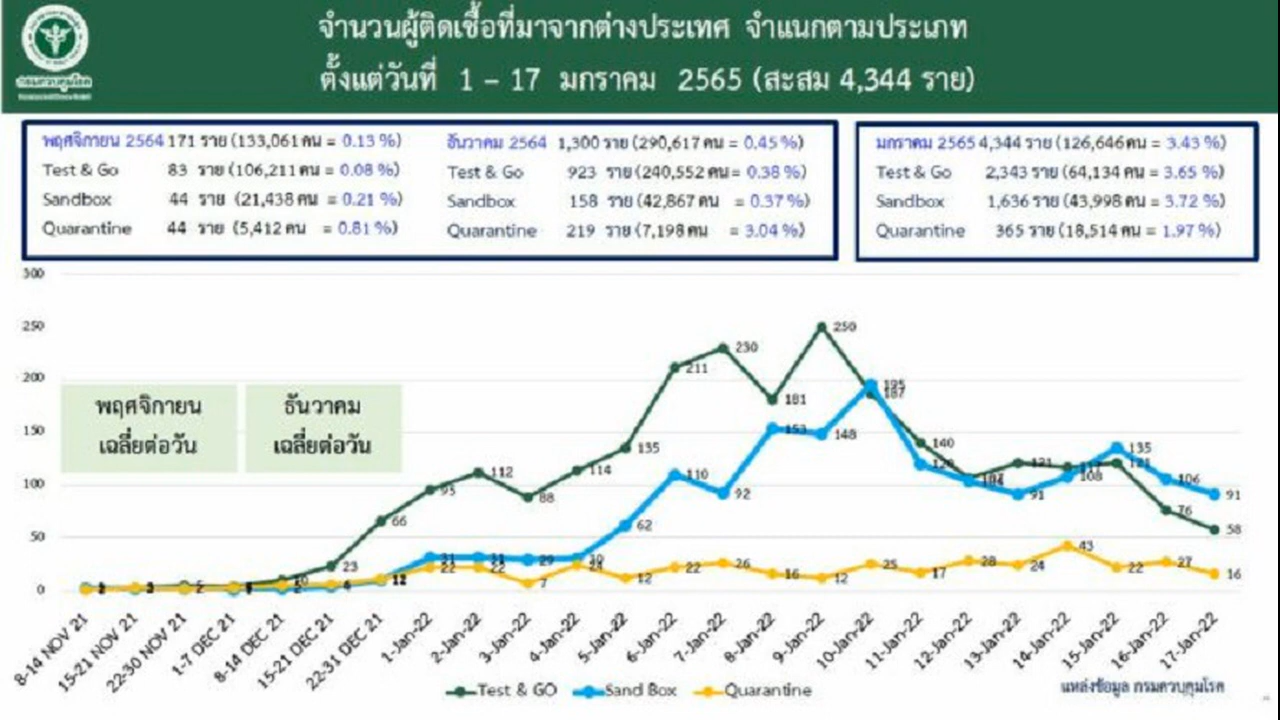 จำนวนผู้ติดเชื้อที่มาจากต่างประเทศ จำแนกตามประเภท
ตั้งแต่วันที่ 1 – 17 มกราคม 2565 (สะสม 4,344 ราย)
กรมควบคุมโรค
พฤศจิกายน 2564 171 ราย (133,061 คน = 0.13 %)
Test & Go 83 ราย (106,211 คน = 0.08 %)
Sandbox 44 ราย (21,438 คน = 0.21 %)
Quarantine 44 ราย (5,412 คน = 0.81 %)
ธันวาคม 2564 1,300 ราย (290,617 คน = 0.45 %)
Test & Go 923 ราย (240,552 คน = 0.38 %)
Sandbox 158 ราย (42,867 คน = 0.37 %)
Quarantine 219 ราย (7,198 คน = 3.04 %)
มกราคม 2565 4,344 ราย (126,646 คน = 3.43 %)
Test & Go 2,343 ราย (64,134 คน = 3.65 %)
Sandbox 1,636 ราย (43,998 คน = 3.72 %)
Quarantine 365 ราย (18,514 คน = 1.97 %)
300
250
200
150
100
50
0
พฤศจิกายน
เฉลี่ยต่อวัน
ธันวาคม
เฉลี่ยต่อวัน
23 66 95 112 88 114 135 211 230 181 250 187 140 121 121 76 58
31 31 29 30 62 110 92 153 148 195 120 91 108 135 106 91
12 22 22 7 24 12 22 26 16 12 25 17 28 24 43 22 27 16
8-14 NOV 21
15-21 NOV 21
22-30 NOV 21
1-7 DEC 21
8-14 DEC 21
15-21 DEC 21
22-31 DEC 21
1-Jan-22
2-Jan-22
3-Jan-22
4-Jan-22
5-Jan-22
6-Jan-22
7-Jan-22
8-Jan-22
9-Jan-22
10-Jan-22
11-Jan-22
12-Jan-22
13-Jan-22
14-Jan-22
15-Jan-22
16-Jan-22
17-Jan-22
Test & GO Sand Box Quarantine
แหล่งข้อมูล กรมควบคุมโรค